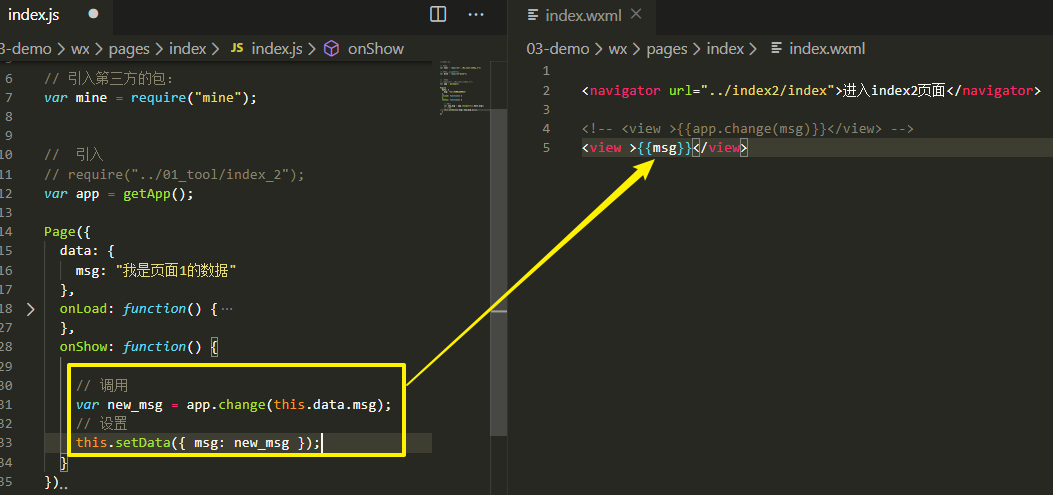 index.js
3-demo > wx > pages > index > JS index.js > onShow
6 // 引入第三方的包:
7 var mine = require("mine");
8
9
10 // 引入
11 // require("../01_tool/index_2");
12 var app = getApp();
13
14 Page({
15 data: {
16 msg: "我是页面1的数据"
17 },
18 onLoad: function() { ...
27 },
28 onShow: function() {
29
30 // 调用
31 var new_msg = app.change(this.data.msg);
32 // 设置
33 this.setData({ msg: new_msg });
34 }
35 })
index.wxml
03-demo > wx > pages > index > index.wxml
1
2 <navigator url="../index2/index">进入index2页面</navigator>
3
4 <!-- <view >{{app.change(msg)}}</view> -->
5 <view >{{msg}}</view>